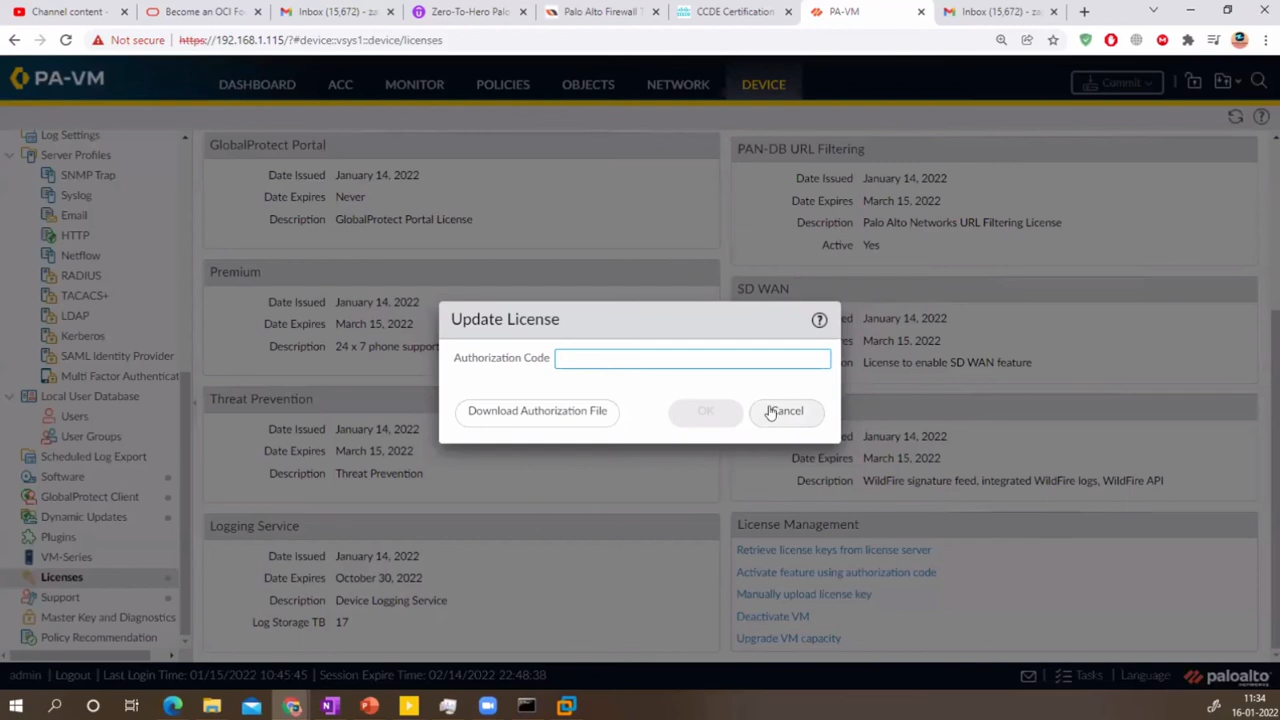 Channel content - YouTu
Become an OCI Fo
Inbox (15,672) - za
Zero-To-Hero Palo
Palo Alto Firewall T
CCDE Certification
PA-VM
Inbox (15,672) - za
Not secure
https://192.168.1.115/?#device::vsys1::device/licenses
PA-VM
DASHBOARD
ACC
MONITOR
POLICIES
OBJECTS
NETWORK
DEVICE
Commit
Log Settings
Server Profiles
SNMP Trap
Syslog
Email
HTTP
Netflow
RADIUS
TACACS+
LDAP
Kerberos
SAML Identity Provider
Multi Factor Authenticat
Local User Database
Users
User Groups
Scheduled Log Export
Software
GlobalProtect Client
Dynamic Updates
Plugins
VM-Series
Licenses
Support
Master Key and Diagnostics
Policy Recommendation
GlobalProtect Portal
Date Issued January 14, 2022
Date Expires Never
Description GlobalProtect Portal License
Premium
Date Issued January 14, 2022
Date Expires March 15, 2022
Description 24 x 7 phone support
Threat Prevention
Date Issued January 14, 2022
Date Expires March 15, 2022
Description Threat Prevention
Logging Service
Date Issued January 14, 2022
Date Expires October 30, 2022
Description Device Logging Service
Log Storage TB 17
PAN-DB URL Filtering
Date Issued January 14, 2022
Date Expires March 15, 2022
Description Palo Alto Networks URL Filtering License
Active Yes
SD WAN
January 14, 2022
March 15, 2022
License to enable SD WAN feature
Date Issued January 14, 2022
Date Expires March 15, 2022
Description WildFire signature feed, integrated WildFire logs, WildFire API
License Management
Retrieve license keys from license server
Activate feature using authorization code
Manually upload license key
Deactivate VM
Upgrade VM capacity
Update License
Authorization Code
Download Authorization File
OK
Cancel
admin | Logout | Last Login Time: 01/15/2022 10:45:45 | Session Expire Time: 02/14/2022 22:48:38
Tasks | Language
paloalto
NETWORKS
11:34
16-01-2022